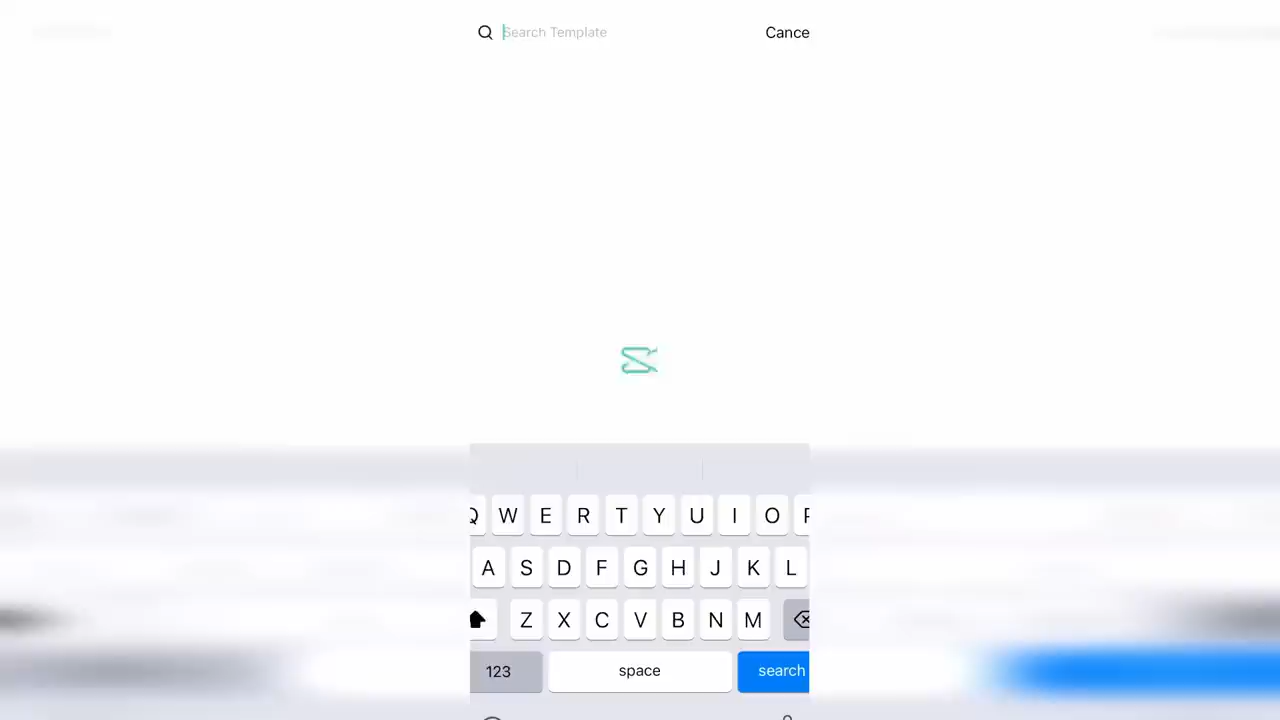 Search Template
Cance
Q W E R T Y U I O P
A S D F G H J K L
Z X C V B N M
123 space search